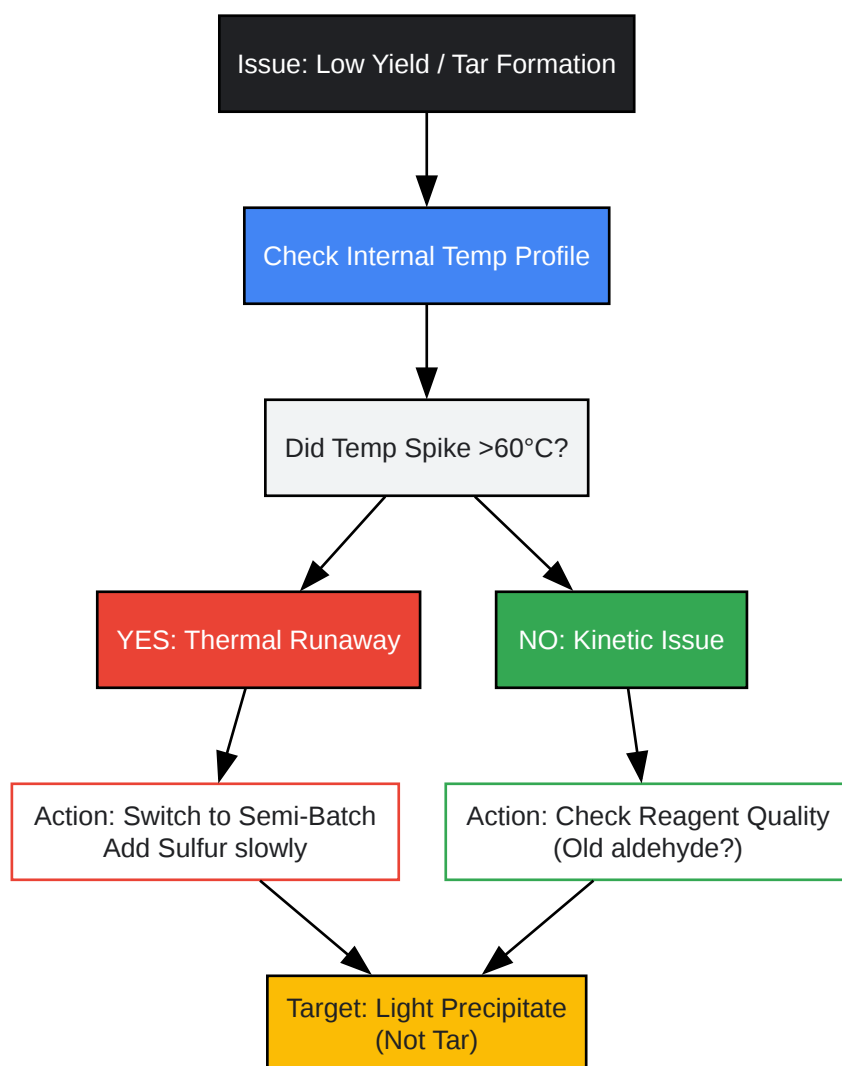 Issue: Low Yield / Tar Formation
Check Internal Temp Profile
Did Temp Spike >60°C?
YES: Thermal Runaway
NO: Kinetic Issue
Action: Switch to Semi-Batch
Add Sulfur slowly
Action: Check Reagent Quality
(Old aldehyde?)
Target: Light Precipitate
(Not Tar)